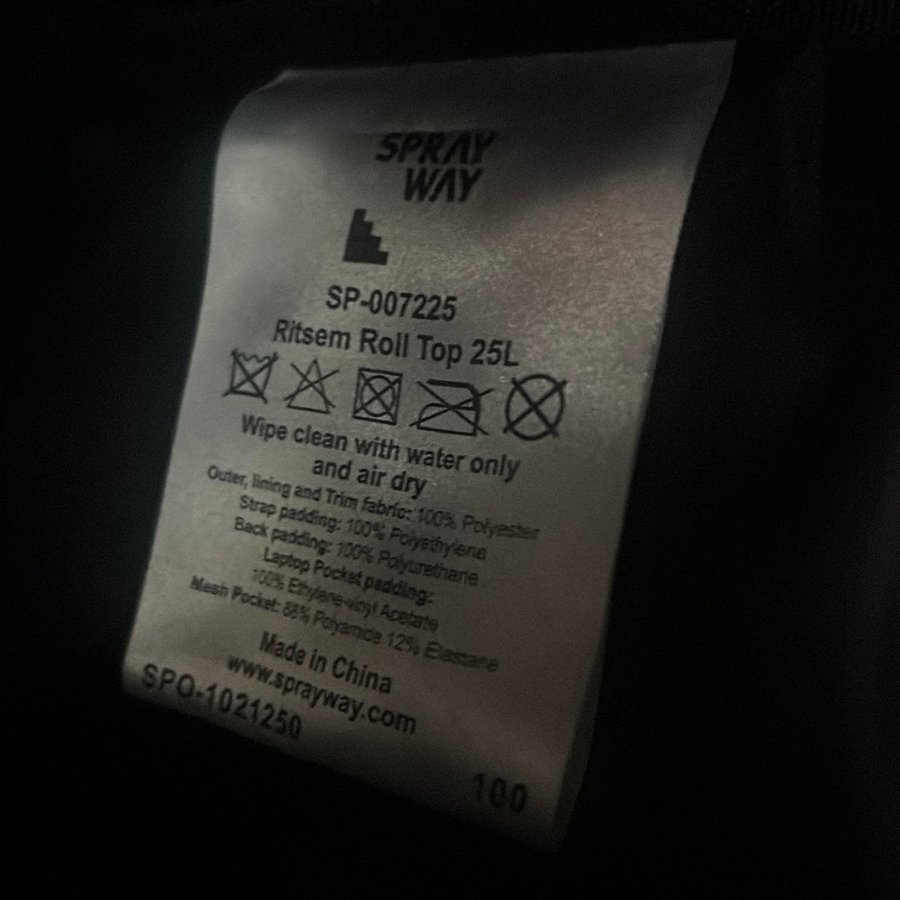 SPRAY
WAY
SP-007225
Ritsem Roll Top 25L
Wipe clean with water only
and air dry
Outer, lining and Trim fabric: 100% Polyester
Strap padding: 100% Polyethylene
Back padding: 100% Polyurethane
Laptop Pocket padding:
100% Ethylene-vinyl Acetate
Mesh Pocket: 88% Polyamide 12% Elastane
Made in China
www.sprayway.com
SPO-1021250
100